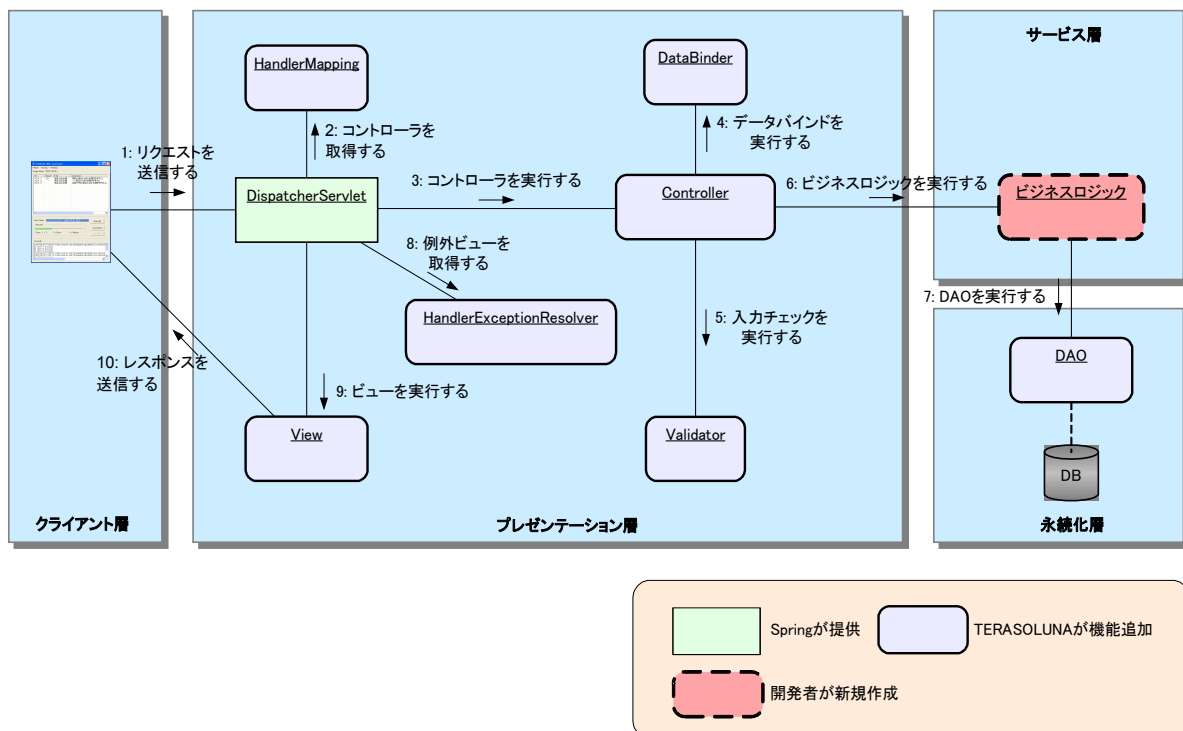 サービス層
HandlerMapping
DataBinder
2: コントローラを
取得する
4: データバインドを
実行する
1: リクエストを
送信する
DispatcherServlet
3: コントローラを実行する
Controller
6: ビジネスロジックを実行する
ビジネスロジック
8: 例外ビューを
取得する
HandlerExceptionResolver
5: 入力チェックを
実行する
7: DAOを実行する
DAO
10: レスポンスを
送信する
9: ビューを実行する
View
Validator
DB
クライアント層
プレゼンテーション層
永続化層
Springが提供
TERASOLUNAが機能追加
開発者が新規作成